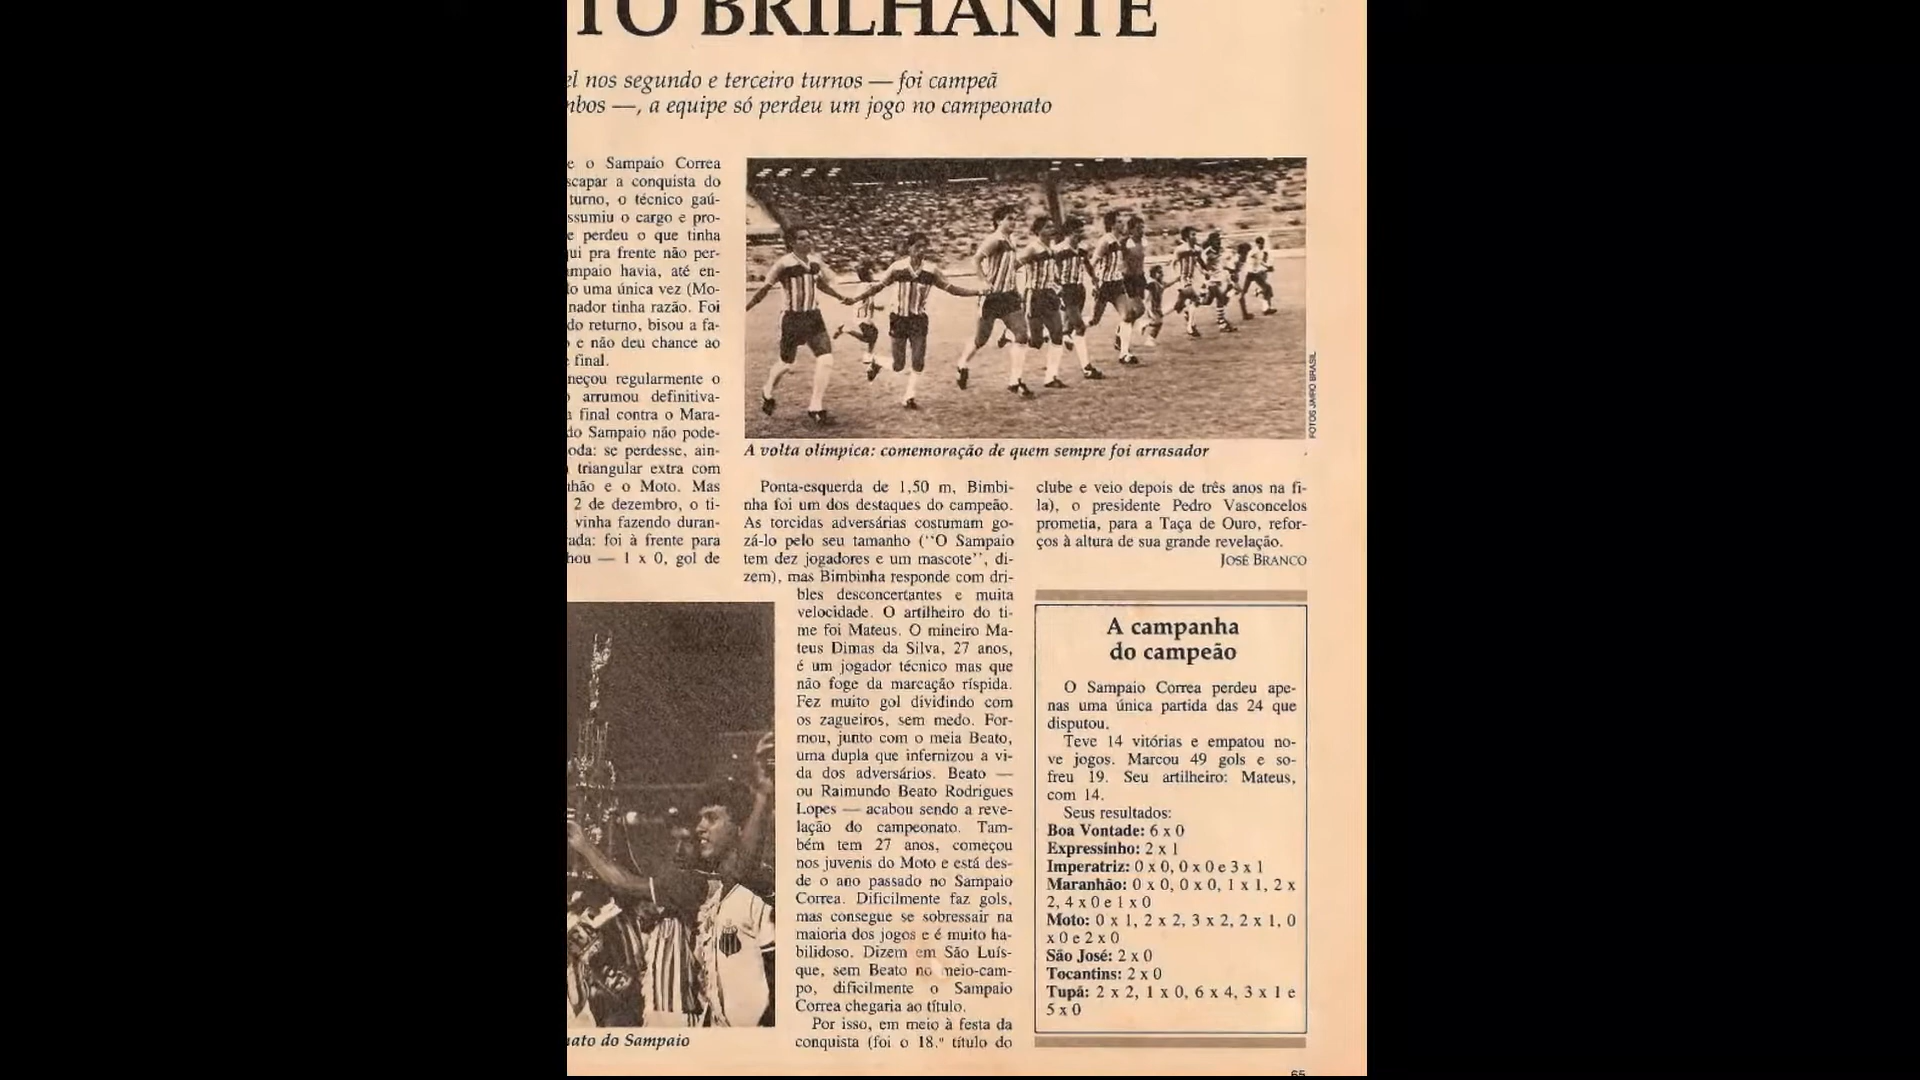 TO BRILHANTE
el nos segundo e terceiro turnos — foi campeã
nbos —, a equipe só perdeu um jogo no campeonato
e o Sampaio Correa
scapar a conquista do
turno, o técnico gaú-
ssumiu o cargo e pro-
e perdeu o que tinha
ui pra frente não per-
mpaio havia, até en-
o uma única vez (Mo-
nador tinha razão. Foi
do returno, bisou a fa-
e não deu chance ao
final.
neçou regularmente o
arrumou definitiva-
final contra o Mara-
do Sampaio não pode-
oda: se perdesse, ain-
triangular extra com
hão e o Moto. Mas
2 de dezembro, o ti-
vinha fazendo duran-
ada: foi à frente para
hou — 1 x 0, gol de
FOTOS JAIRO BRASIL
A volta olímpica: comemoração de quem sempre foi arrasador
Ponta-esquerda de 1,50 m, Bimbi-
nha foi um dos destaques do campeão.
As torcidas adversárias costumam go-
zá-lo pelo seu tamanho (“O Sampaio
tem dez jogadores e um mascote”, di-
zem), mas Bimbinha responde com dri-
bles desconcertantes e muita
velocidade. O artilheiro do ti-
me foi Mateus. O mineiro Ma-
teus Dimas da Silva, 27 anos,
é um jogador técnico mas que
não foge da marcação ríspida.
Fez muito gol dividindo com
os zagueiros, sem medo. For-
mou, junto com o meia Beato,
uma dupla que infernizou a vi-
da dos adversários. Beato —
ou Raimundo Beato Rodrigues
Lopes — acabou sendo a reve-
lação do campeonato. Tam-
bém tem 27 anos, começou
nos juvenis do Moto e está des-
de o ano passado no Sampaio
Correa. Dificilmente faz gols,
mas consegue se sobressair na
maioria dos jogos e é muito ha-
bilidoso. Dizem em São Luís-
que, sem Beato no meio-cam-
po, dificilmente o Sampaio
Correa chegaria ao título.
Por isso, em meio à festa da
conquista (foi o 18.º título do
clube e veio depois de três anos na fi-
la), o presidente Pedro Vasconcelos
prometia, para a Taça de Ouro, refor-
ços à altura de sua grande revelação.
JOSÉ BRANCO
A campanha
do campeão
O Sampaio Correa perdeu ape-
nas uma única partida das 24 que
disputou.
Teve 14 vitórias e empatou no-
ve jogos. Marcou 49 gols e so-
freu 19. Seu artilheiro: Mateus,
com 14.
Seus resultados:
Boa Vontade: 6 x 0
Expressinho: 2 x 1
Imperatriz: 0 x 0, 0 x 0 e 3 x 1
Maranhão: 0 x 0, 0 x 0, 1 x 1, 2 x
2, 4 x 0 e 1 x 0
Moto: 0 x 1, 2 x 2, 3 x 2, 2 x 1, 0
x 0 e 2 x 0
São José: 2 x 0
Tocantins: 2 x 0
Tupã: 2 x 2, 1 x 0, 6 x 4, 3 x 1 e
5 x 0
nato do Sampaio
65